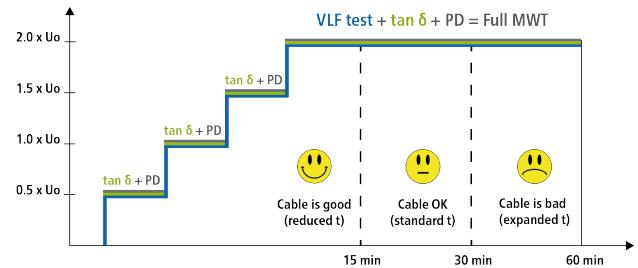 VLF test + tan δ + PD = Full MWT
2.0 x Uo
1.5 x Uo
tan δ + PD
1.0 x Uo
tan δ + PD
0.5 x Uo
tan δ + PD
Cable is good
(reduced t)
Cable OK
(standard t)
Cable is bad
(expanded t)
15 min
30 min
60 min